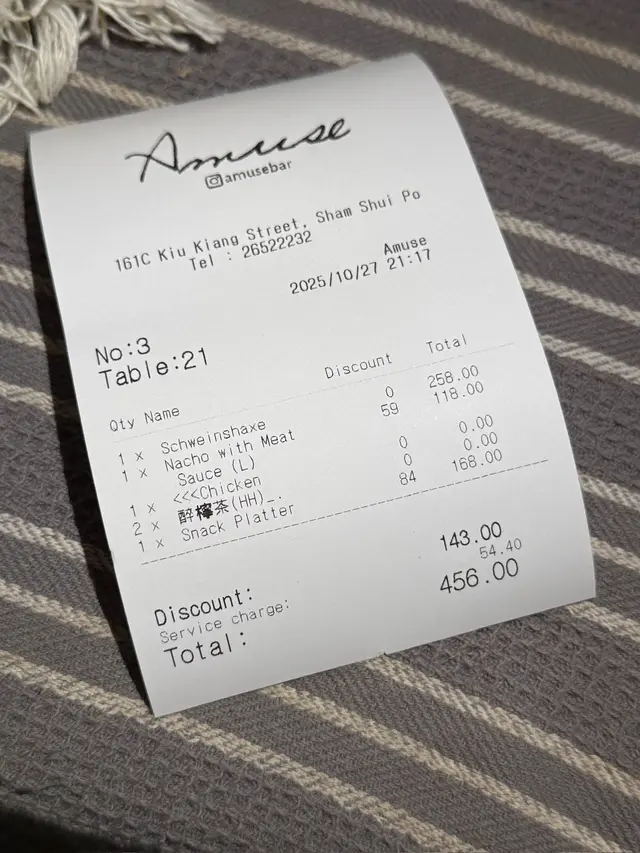 Amuse
amusebar
161C Kiu Kiang Street, Sham Shui Po
Tel : 26522232
Amuse
2025/10/27 21:17
No:3
Table:21
Qty Name Discount Total
1 x Schweinshaxe 0 258.00
1 x Nacho with Meat 59 118.00
Sauce (L)
1 x <<<Chicken 0 0.00
2 x 醉檸茶(HH)_. 0 0.00
1 x Snack Platter 84 168.00
Discount: 143.00
Service charge: 54.40
Total: 456.00